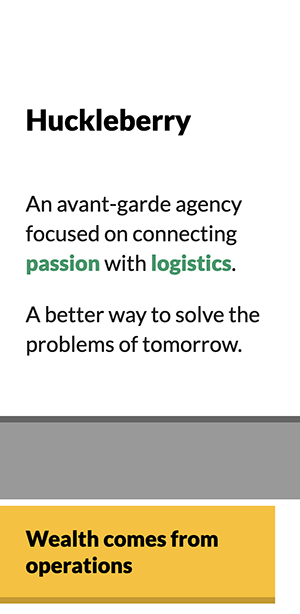 Huckleberry
An avant-garde agency
focused on connecting
passion with logistics.
A better way to solve the
problems of tomorrow.
Wealth comes from
operations